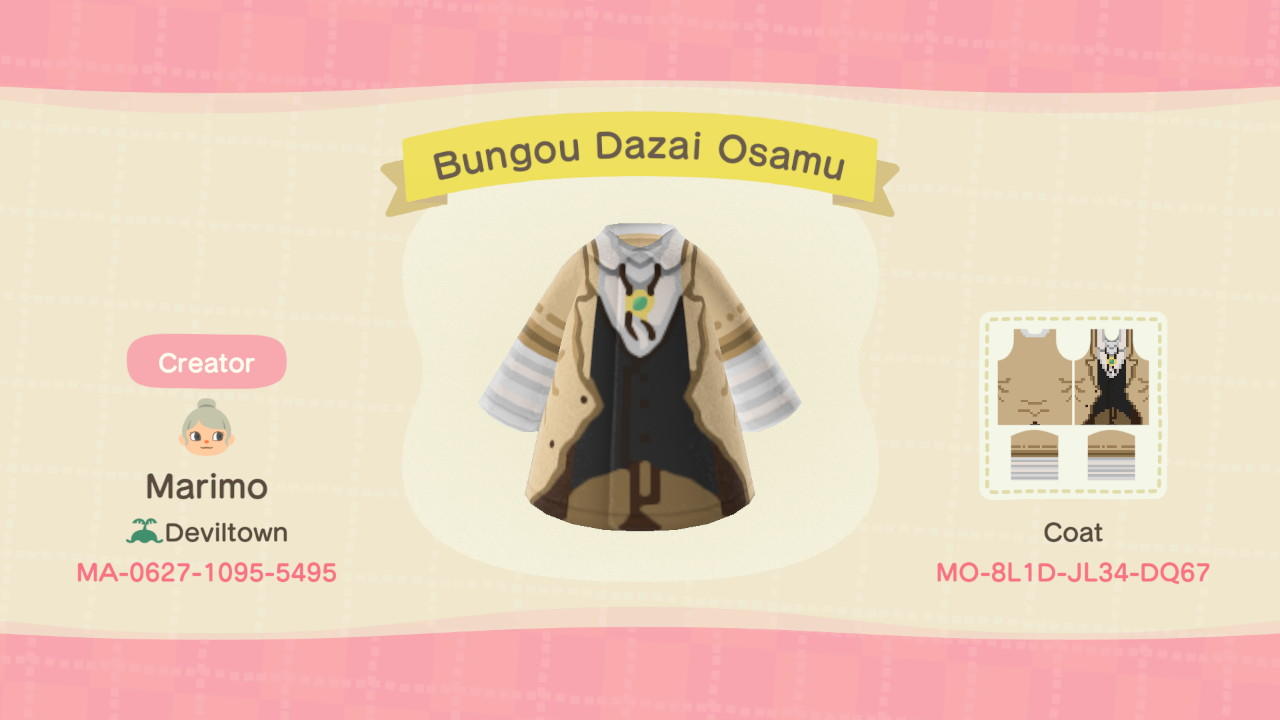 Bungou Dazai Osamu
Creator
Marimo
Deviltown
MA-0627-1095-5495
Coat
MO-8L1D-JL34-DQ67